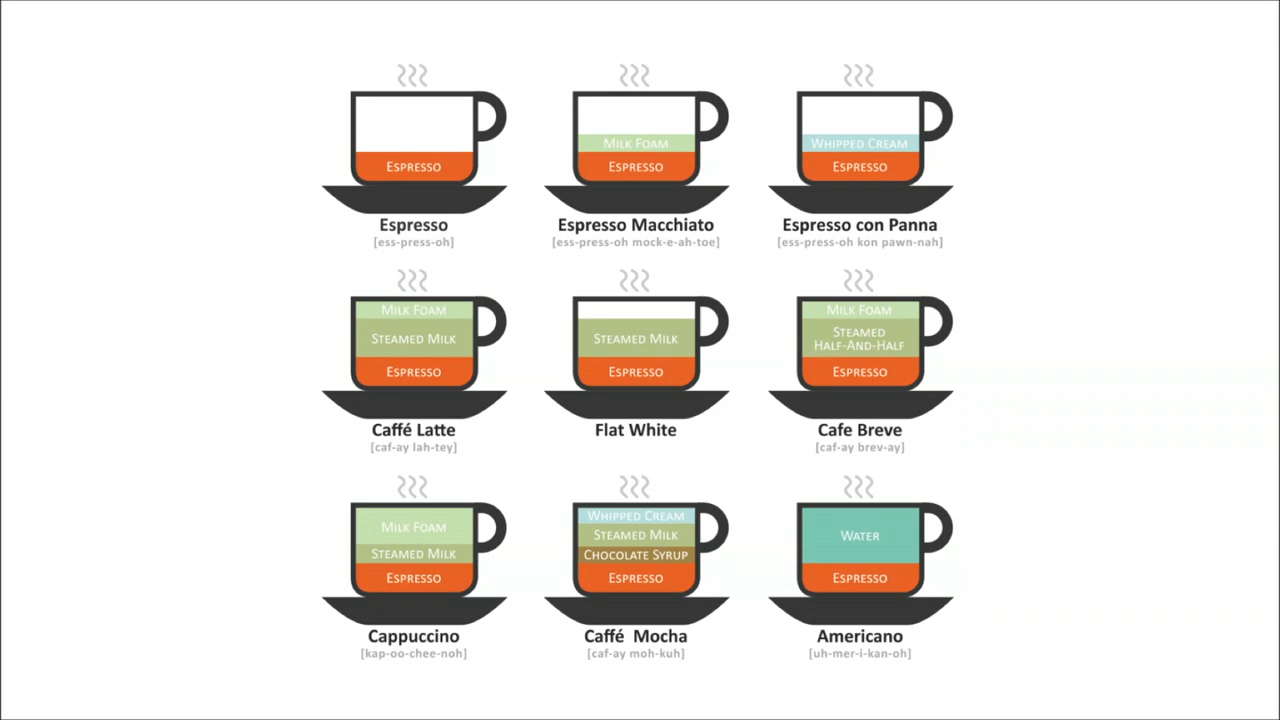 Espresso
Espresso
[ess-press-oh]
Milk Foam
Espresso
Espresso Macchiato
[ess-press-oh mock-e-ah-toe]
Whipped Cream
Espresso
Espresso con Panna
[ess-press-oh kon pawn-nah]
Milk Foam
Steamed Milk
Espresso
Caffé Latte
[caf-ay lah-tey]
Steamed Milk
Espresso
Flat White
Milk Foam
Steamed
Half-And-Half
Espresso
Cafe Breve
[caf-ay brev-ay]
Milk Foam
Steamed Milk
Espresso
Cappuccino
[kap-oo-chee-noh]
Whipped Cream
Steamed Milk
Chocolate Syrup
Espresso
Caffé Mocha
[caf-ay moh-kuh]
Water
Espresso
Americano
[uh-mer-i-kan-oh]